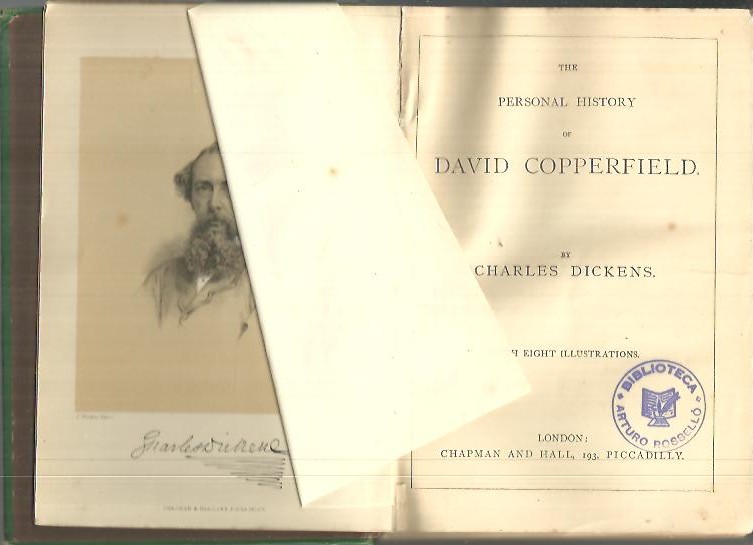 Charles Dickens
THE
PERSONAL HISTORY
OF
DAVID COPPERFIELD.
BY
CHARLES DICKENS.
EIGHT ILLUSTRATIONS.
BIBLIOTECA
ARTURO ROSSELLÓ
LONDON:
CHAPMAN AND HALL, 193, PICCADILLY.